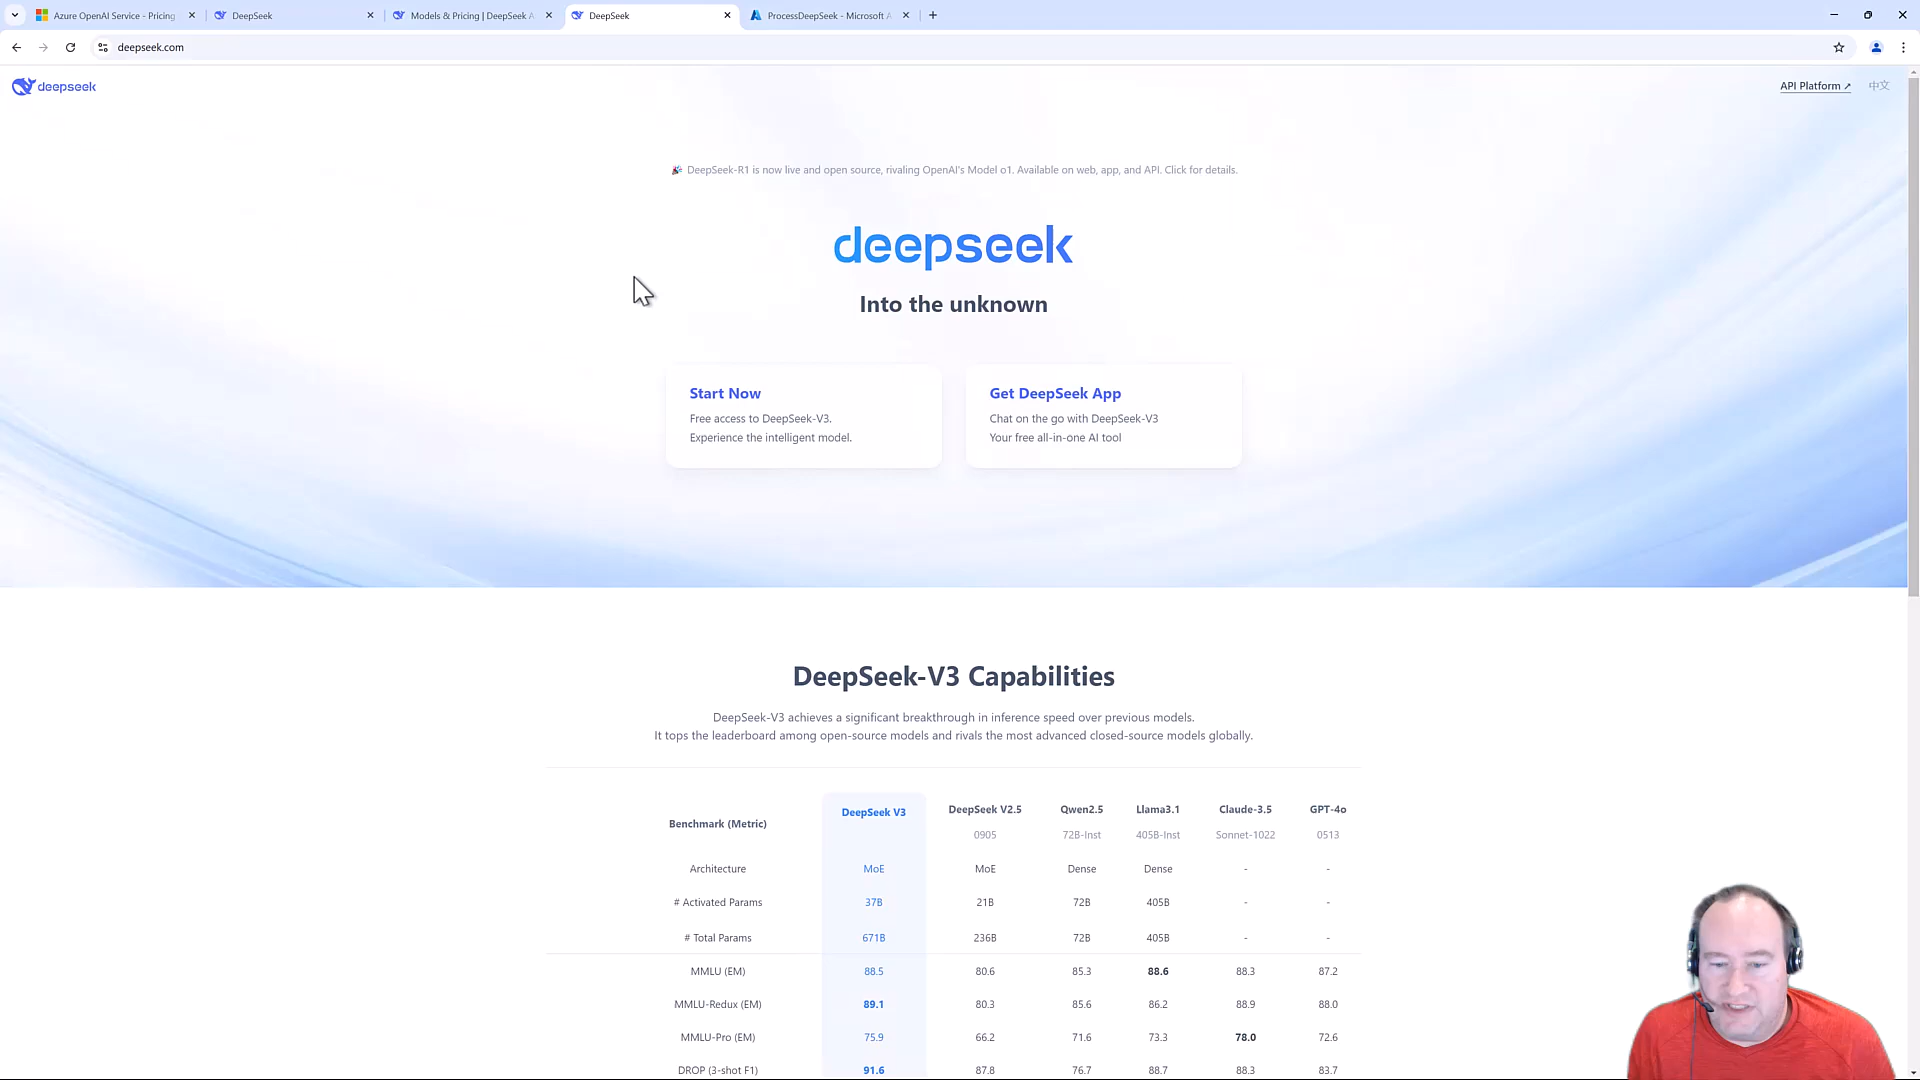 Azure OpenAI Service - Pricing
DeepSeek
Models & Pricing | DeepSeek A
DeepSeek
ProcessDeepSeek - Microsoft A
deepseek.com
deepseek
API Platform ↗
中文
🎉 DeepSeek-R1 is now live and open source, rivaling OpenAI's Model o1. Available on web, app, and API. Click for details.
deepseek
Into the unknown
Start Now
Free access to DeepSeek-V3.
Experience the intelligent model.
Get DeepSeek App
Chat on the go with DeepSeek-V3
Your free all-in-one AI tool
DeepSeek-V3 Capabilities
DeepSeek-V3 achieves a significant breakthrough in inference speed over previous models.
It tops the leaderboard among open-source models and rivals the most advanced closed-source models globally.
Benchmark (Metric) DeepSeek V3 DeepSeek V2.5 Qwen2.5 Llama3.1 Claude-3.5 GPT-4o
0905 72B-Inst 405B-Inst Sonnet-1022 0513
Architecture MoE MoE Dense Dense - -
# Activated Params 37B 21B 72B 405B - -
# Total Params 671B 236B 72B 405B - -
MMLU (EM) 88.5 80.6 85.3 88.6 88.3 87.2
MMLU-Redux (EM) 89.1 80.3 85.6 86.2 88.9 88.0
MMLU-Pro (EM) 75.9 66.2 71.6 73.3 78.0 72.6
DROP (3-shot F1) 91.6 87.8 76.7 88.7 88.3 83.7